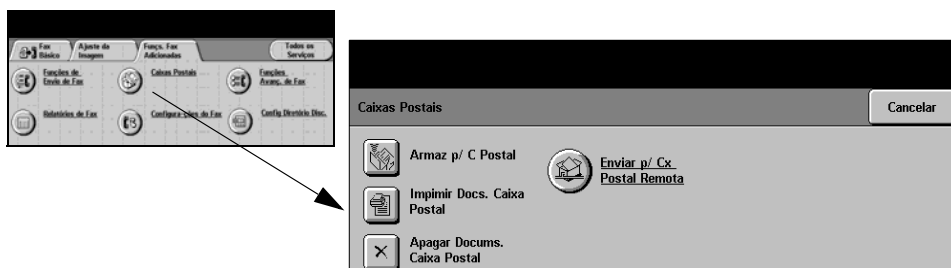 Fax
Básico
Ajuste da
Imagem
Funçs. Fax
Adicionadas
Todos os
Serviços
Funções de
Envio de Fax
Caixas Postais
Funções
Avanç. de Fax
Relatórios de Fax
Configura-ções do Fax
Config Diretório Disc.
Caixas Postais
Cancelar
Armaz p/ C Postal
Enviar p/ Cx
Postal Remota
Impimir Docs. Caixa
Postal
Apagar Docums.
Caixa Postal